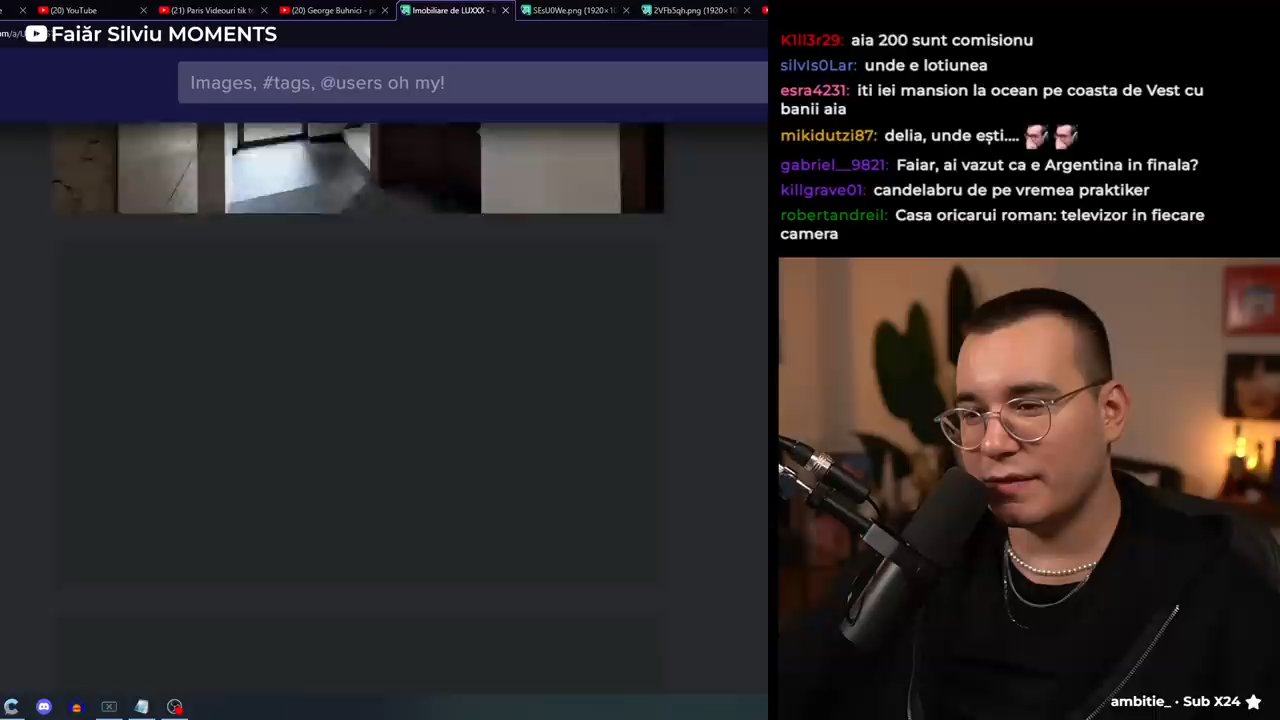 (20) YouTube
(21) Paris Videouri tik t
(20) George Buhnici - p
Imobiliare de LUXXX -
SEsU0We.png (1920×10
2VFb5qh.png (1920×10
Faiăr Silviu MOMENTS
Images, #tags, @users oh my!
K1ll3r29: aia 200 sunt comisionu
silvIs0Lar: unde e lotiunea
esra4231: iti iei mansion la ocean pe coasta de Vest cu
banii aia
mikidutzi87: delia, unde ești....
gabriel__9821: Faiar, ai vazut ca e Argentina in finala?
killgrave01: candelabru de pe vremea praktiker
robertandreil: Casa oricarui roman: televizor in fiecare
camera
ambitie_ · Sub X24